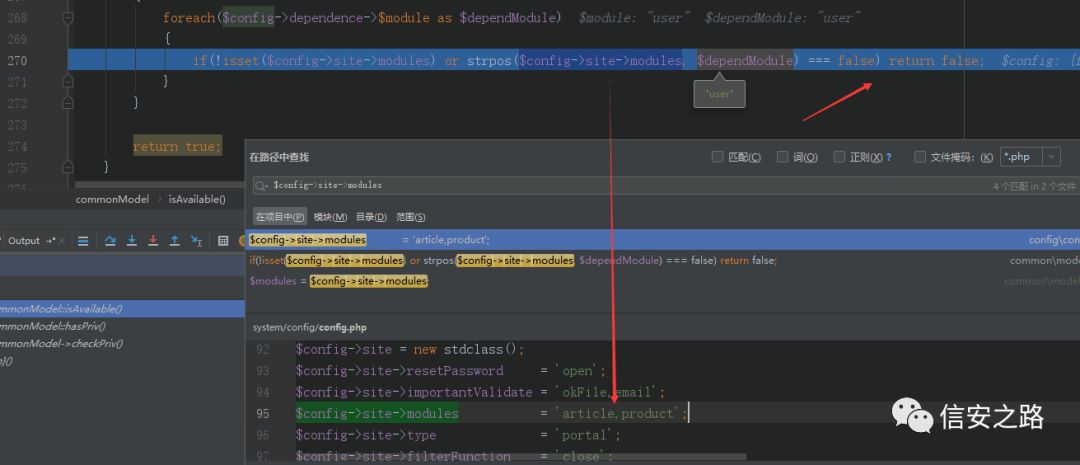 268 foreach($config->dependence->$module as $dependModule) $module: "user" $dependModule: "user"
269 {
270 if(!isset($config->site->modules) or strpos($config->site->modules, $dependModule) === false) return false; $config: {
"user"
271 }
272 }
273
274 return true;
275 }
在路径中查找
匹配(C) 词(O) 正则(X) ? 文件掩码: (K) *.php
$config->site->modules
4 个匹配 in 2 个文件
commonModel > isAvailable()
在项目中(P) 模块(M) 目录(D) 范围(S)
Output
$config->site->modules = 'article,product'; config\con
if(!isset($config->site->modules) or strpos($config->site->modules, $dependModule) === false) return false; common\mode
$modules = $config->site->modules common\model
mmonModel::isAvailable()
mmonModel::hasPriv()
mmonModel->checkPriv()
n}()
system/config/config.php
92 $config->site = new stdclass();
93 $config->site->resetPassword = 'open';
94 $config->site->importantValidate = 'okFile,email';
95 $config->site->modules = 'article,product';
96 $config->site->type = 'portal';
97 $config->site->filterFunction = 'close';
信安之路